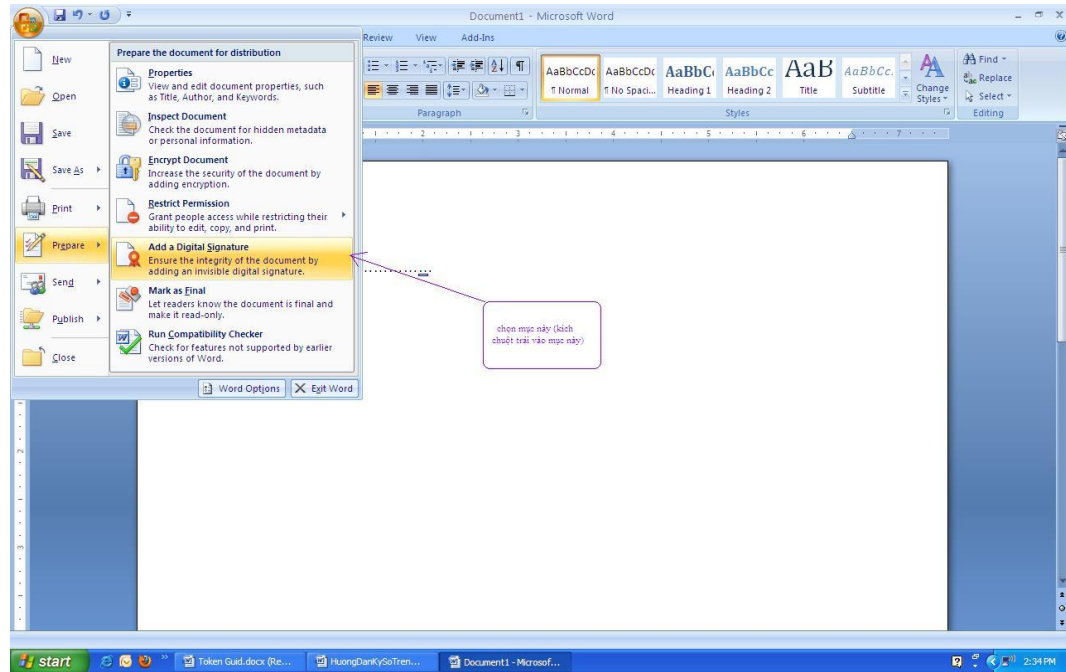 Document1 - Microsoft Word
Review View Add-Ins
New
Open
Save
Save As
Print
Prepare
Send
Publish
Close
Prepare the document for distribution
Properties
View and edit document properties, such
as Title, Author, and Keywords.
Inspect Document
Check the document for hidden metadata
or personal information.
Encrypt Document
Increase the security of the document by
adding encryption.
Restrict Permission
Grant people access while restricting their
ability to edit, copy, and print.
Add a Digital Signature
Ensure the integrity of the document by
adding an invisible digital signature.
Mark as Final
Let readers know the document is final and
make it read-only.
Run Compatibility Checker
Check for features not supported by earlier
versions of Word.
Word Options
Exit Word
Paragraph
AaBbCcDc AaBbCcDc AaBbC AaBbCc AaB AaBbCc.
¶ Normal ¶ No Spaci... Heading 1 Heading 2 Title Subtitle
Change
Styles
Styles
Find
Replace
Select
Editing
2 3 4 5 6 7
chọn mục này (kích
chuột trái vào mục này)
2
3
start
Token Guid.docx (Re...
HuongDanKySoTren...
Document1 - Microsof...
2:34 PM